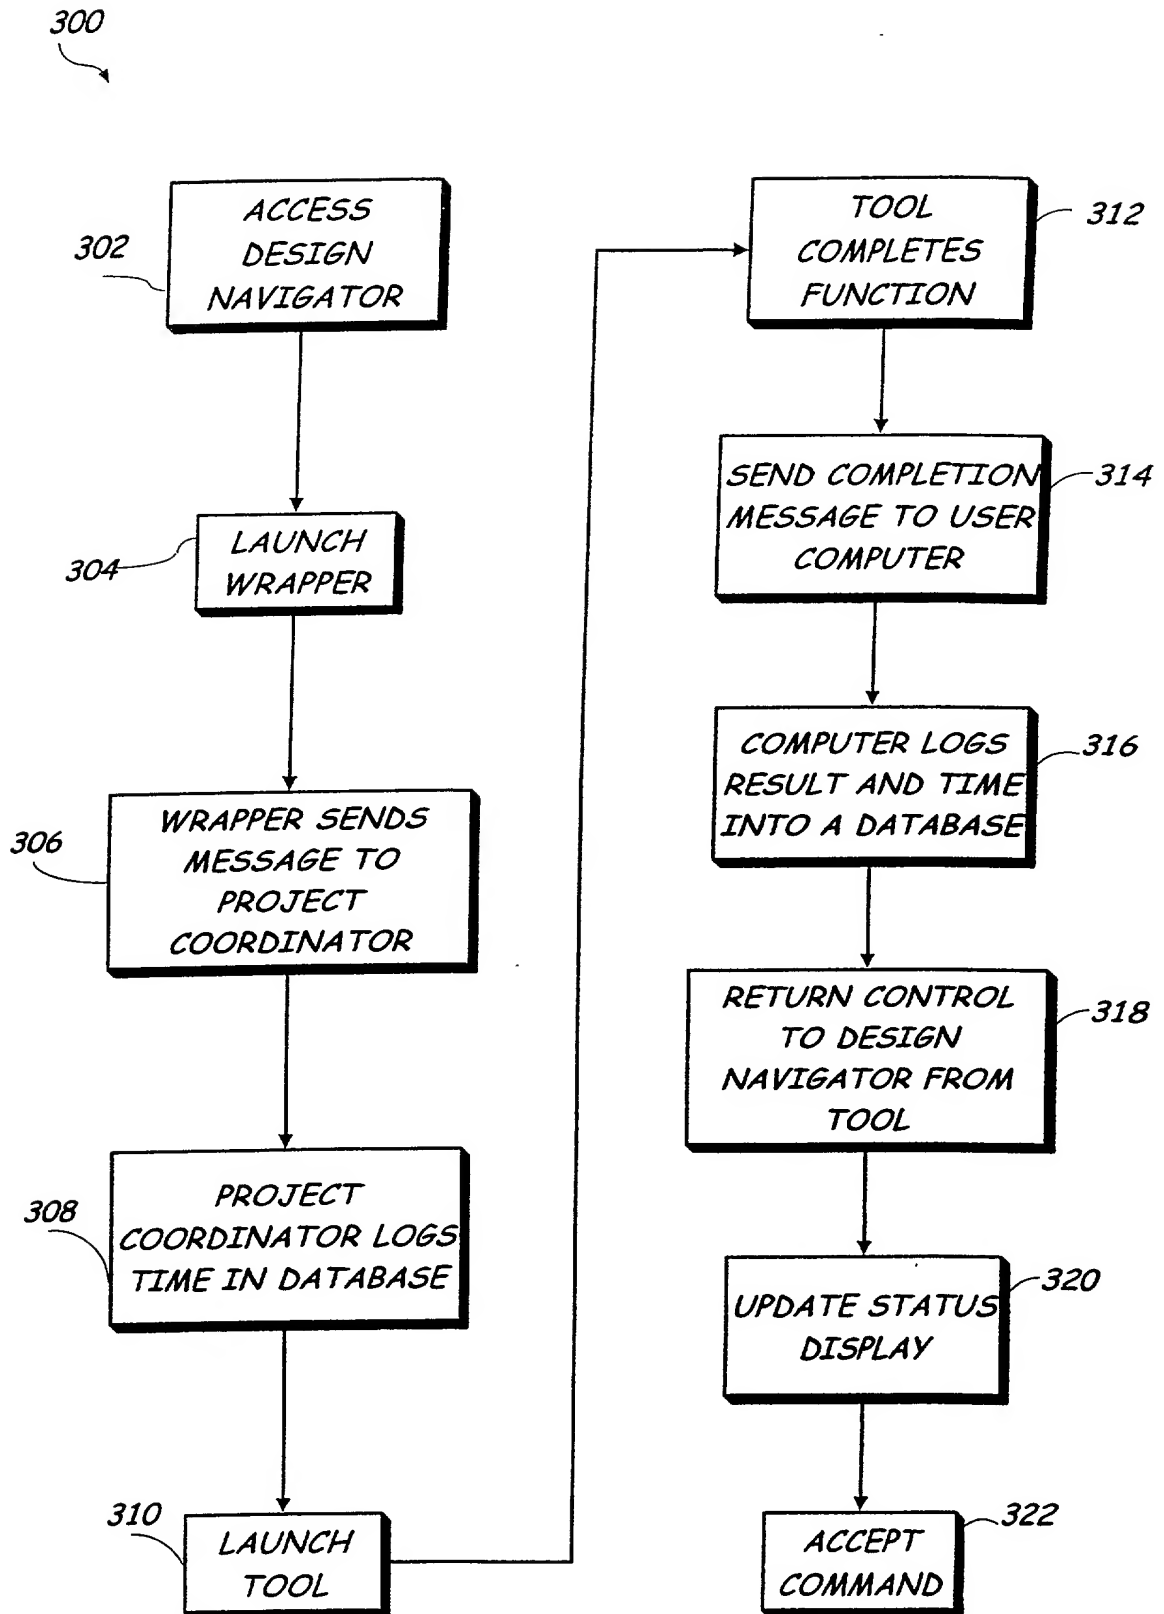 300
302
ACCESS
DESIGN
NAVIGATOR
304
LAUNCH
WRAPPER
306
WRAPPER SENDS
MESSAGE TO
PROJECT
COORDINATOR
308
PROJECT
COORDINATOR LOGS
TIME IN DATABASE
310
LAUNCH
TOOL
TOOL
COMPLETES
FUNCTION
312
SEND COMPLETION
MESSAGE TO USER
COMPUTER
314
COMPUTER LOGS
RESULT AND TIME
INTO A DATABASE
316
RETURN CONTROL
TO DESIGN
NAVIGATOR FROM
TOOL
318
UPDATE STATUS
DISPLAY
320
ACCEPT
COMMAND
322